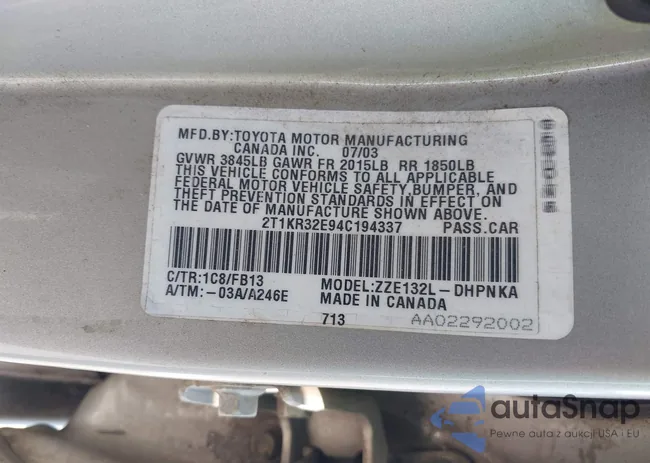 MFD.BY:TOYOTA MOTOR MANUFACTURING
CANADA INC. 07/03
GVWR 3845LB GAWR FR 2015LB RR 1850LB
THIS VEHICLE CONFORMS TO ALL APPLICABLE
FEDERAL MOTOR VEHICLE SAFETY,BUMPER, AND
THEFT PREVENTION STANDARDS IN EFFECT ON
THE DATE OF MANUFACTURE SHOWN ABOVE.
2T1KR32E94C194337 PASS.CAR
C/TR:1C8/FB13 MODEL:ZZE132L-DHPNKA
A/TM:-03A/A246E MADE IN CANADA
713 AA02292002
autaSnap
Pewne auta z aukcji USA i EU